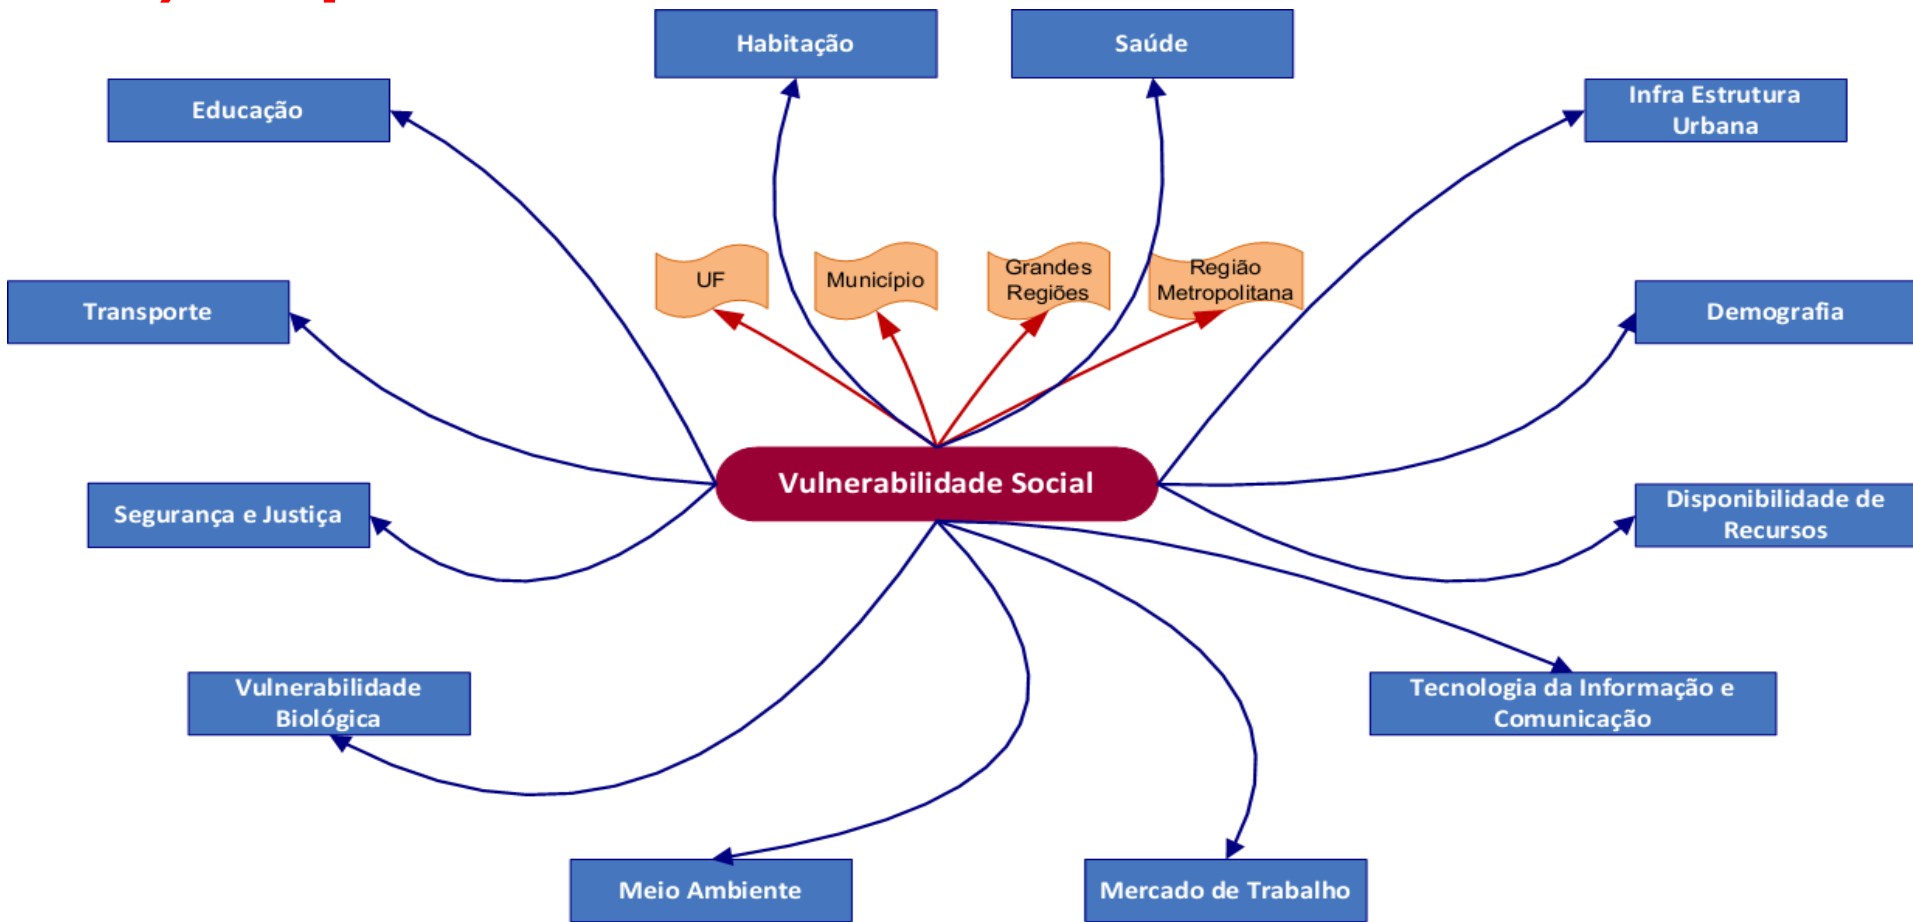 Habitação
Saúde
Educação
Infra Estrutura
Urbana
UF
Município
Grandes
Regiões
Região
Metropolitana
Transporte
Demografia
Vulnerabilidade Social
Segurança e Justiça
Disponibilidade de
Recursos
Vulnerabilidade
Biológica
Tecnologia da Informação e
Comunicação
Meio Ambiente
Mercado de Trabalho